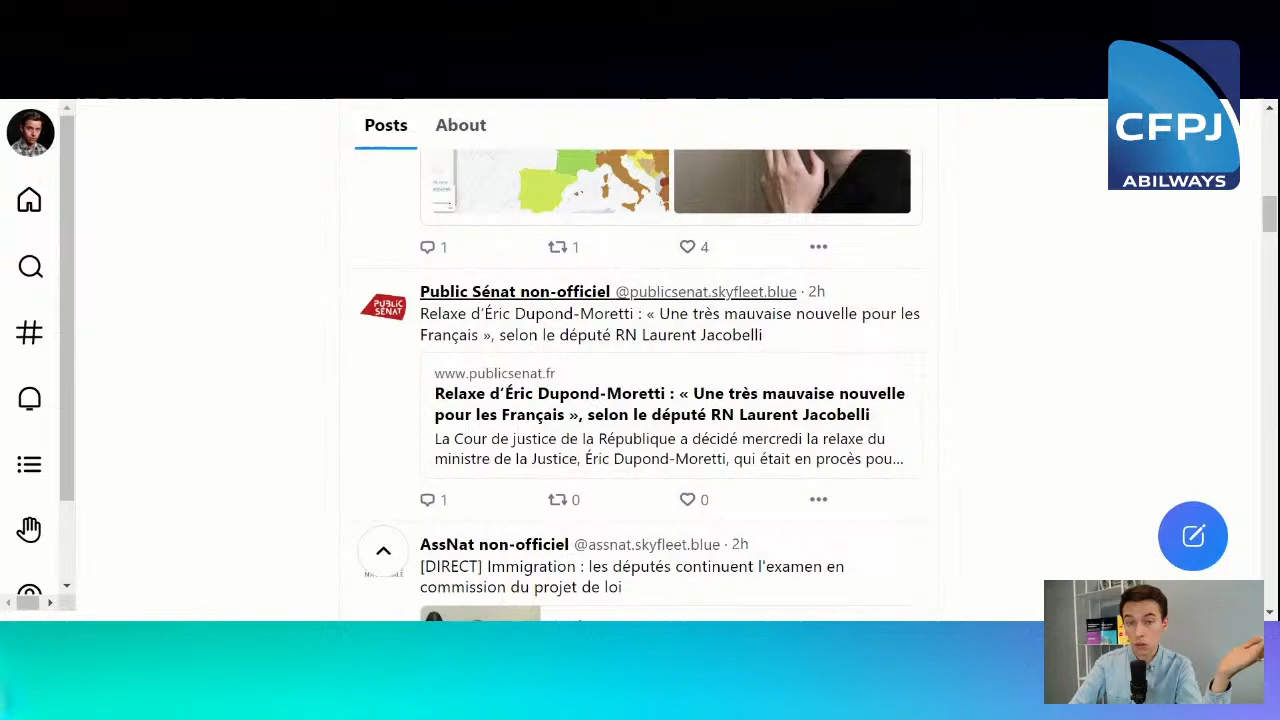 CFPJ
ABILWAYS
Posts
About
1
1
4
PUBLIC
SÉNAT
Public Sénat non-officiel @publicsenat.skyfleet.blue · 2h
Relaxe d’Éric Dupond-Moretti : « Une très mauvaise nouvelle pour les
Français », selon le député RN Laurent Jacobelli
www.publicsenat.fr
Relaxe d’Éric Dupond-Moretti : « Une très mauvaise nouvelle
pour les Français », selon le député RN Laurent Jacobelli
La Cour de justice de la République a décidé mercredi la relaxe du
ministre de la Justice, Éric Dupond-Moretti, qui était en procès pou...
1
0
0
AssNat non-officiel @assnat.skyfleet.blue · 2h
[DIRECT] Immigration : les députés continuent l'examen en
commission du projet de loi